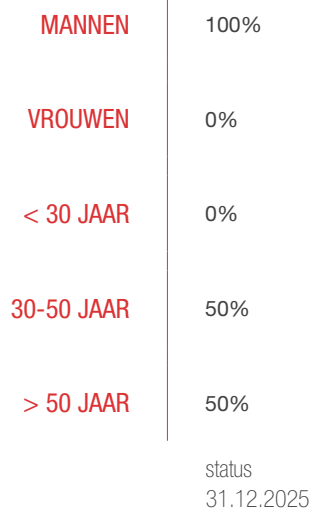 MANNEN 100%
VROUWEN 0%
< 30 JAAR 0%
30-50 JAAR 50%
> 50 JAAR 50%
status
31.12.2025